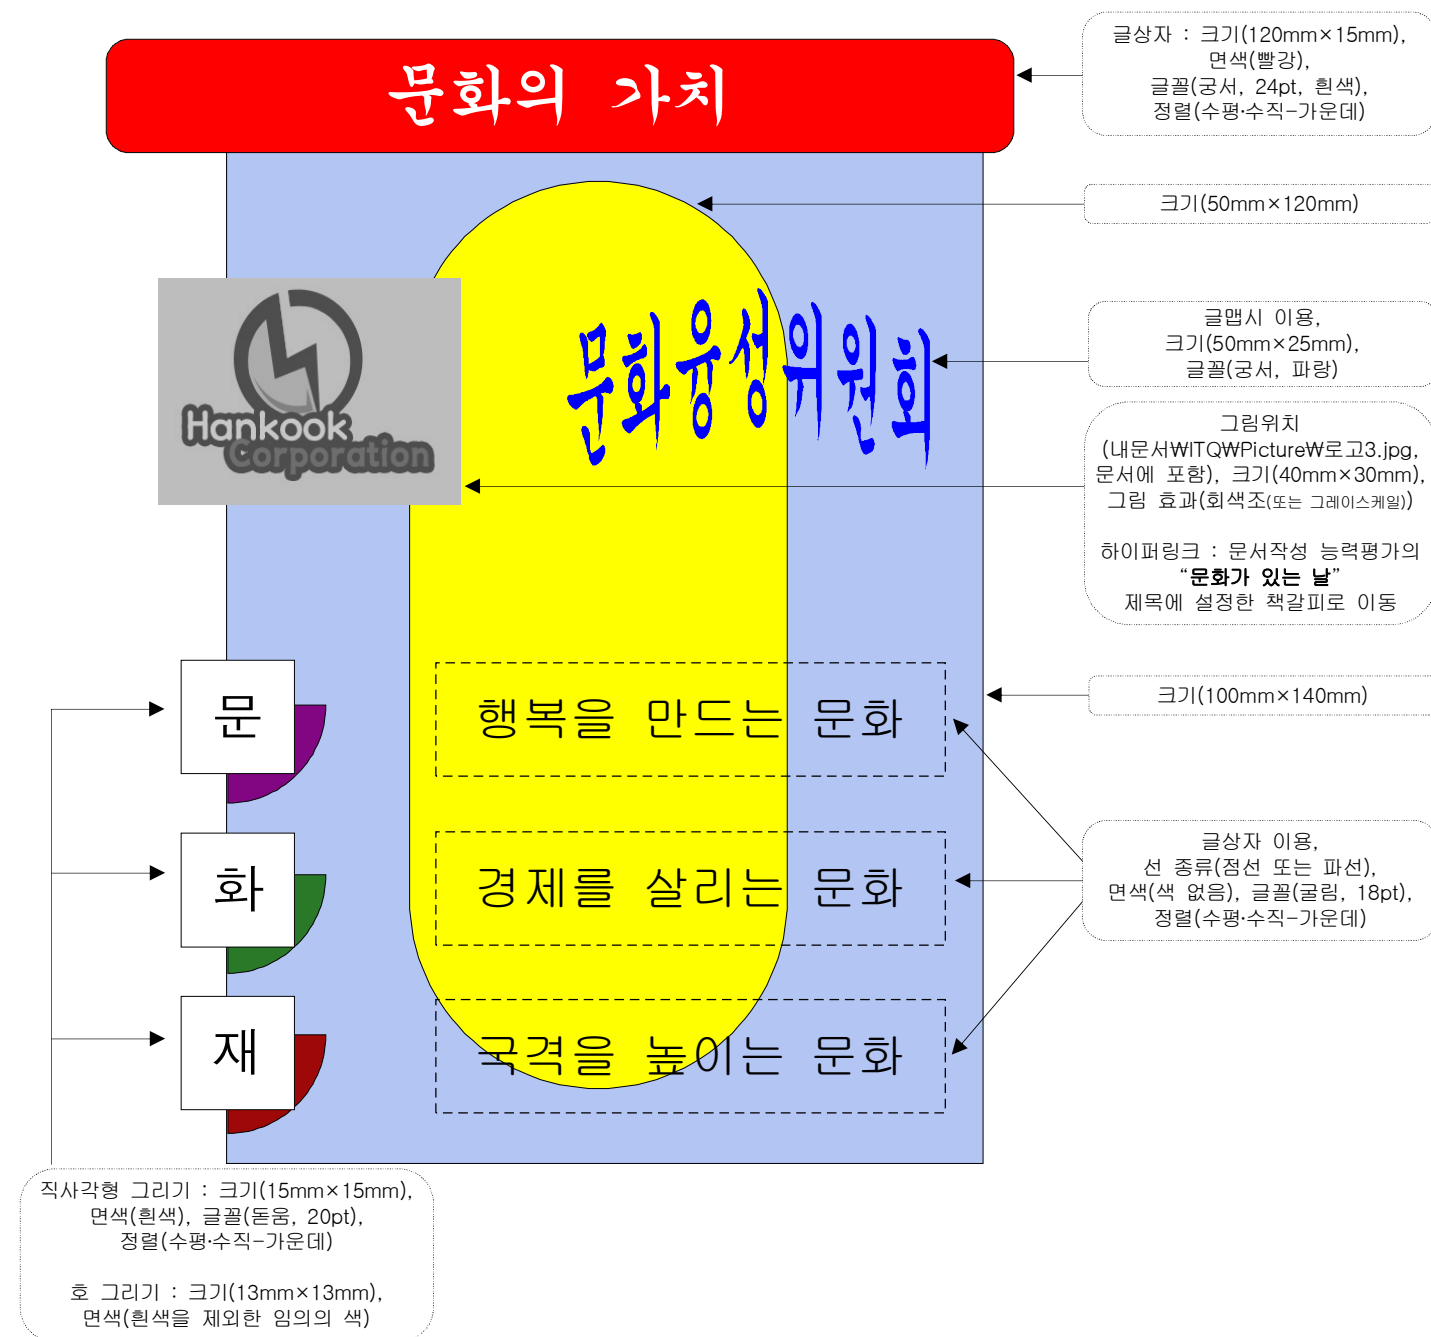 문화의 가치
글상자 : 크기(120mm×15mm),
면색(빨강),
글꼴(궁서, 24pt, 흰색),
정렬(수평·수직-가운데)
크기(50mm×120mm)
Hankook
Corporation
문화융성위원회
글맵시 이용,
크기(50mm×25mm),
글꼴(궁서, 파랑)
그림위치
(내문서₩ITQ₩Picture₩로고3.jpg,
문서에 포함), 크기(40mm×30mm),
그림 효과(회색조(또는 그레이스케일))
하이퍼링크 : 문서작성 능력평가의
“문화가 있는 날”
제목에 설정한 책갈피로 이동
크기(100mm×140mm)
문
행복을 만드는 문화
화
경제를 살리는 문화
재
국격을 높이는 문화
글상자 이용,
선 종류(점선 또는 파선),
면색(색 없음), 글꼴(굴림, 18pt),
정렬(수평·수직-가운데)
직사각형 그리기 : 크기(15mm×15mm),
면색(흰색), 글꼴(돋움, 20pt),
정렬(수평·수직-가운데)
호 그리기 : 크기(13mm×13mm),
면색(흰색을 제외한 임의의 색)